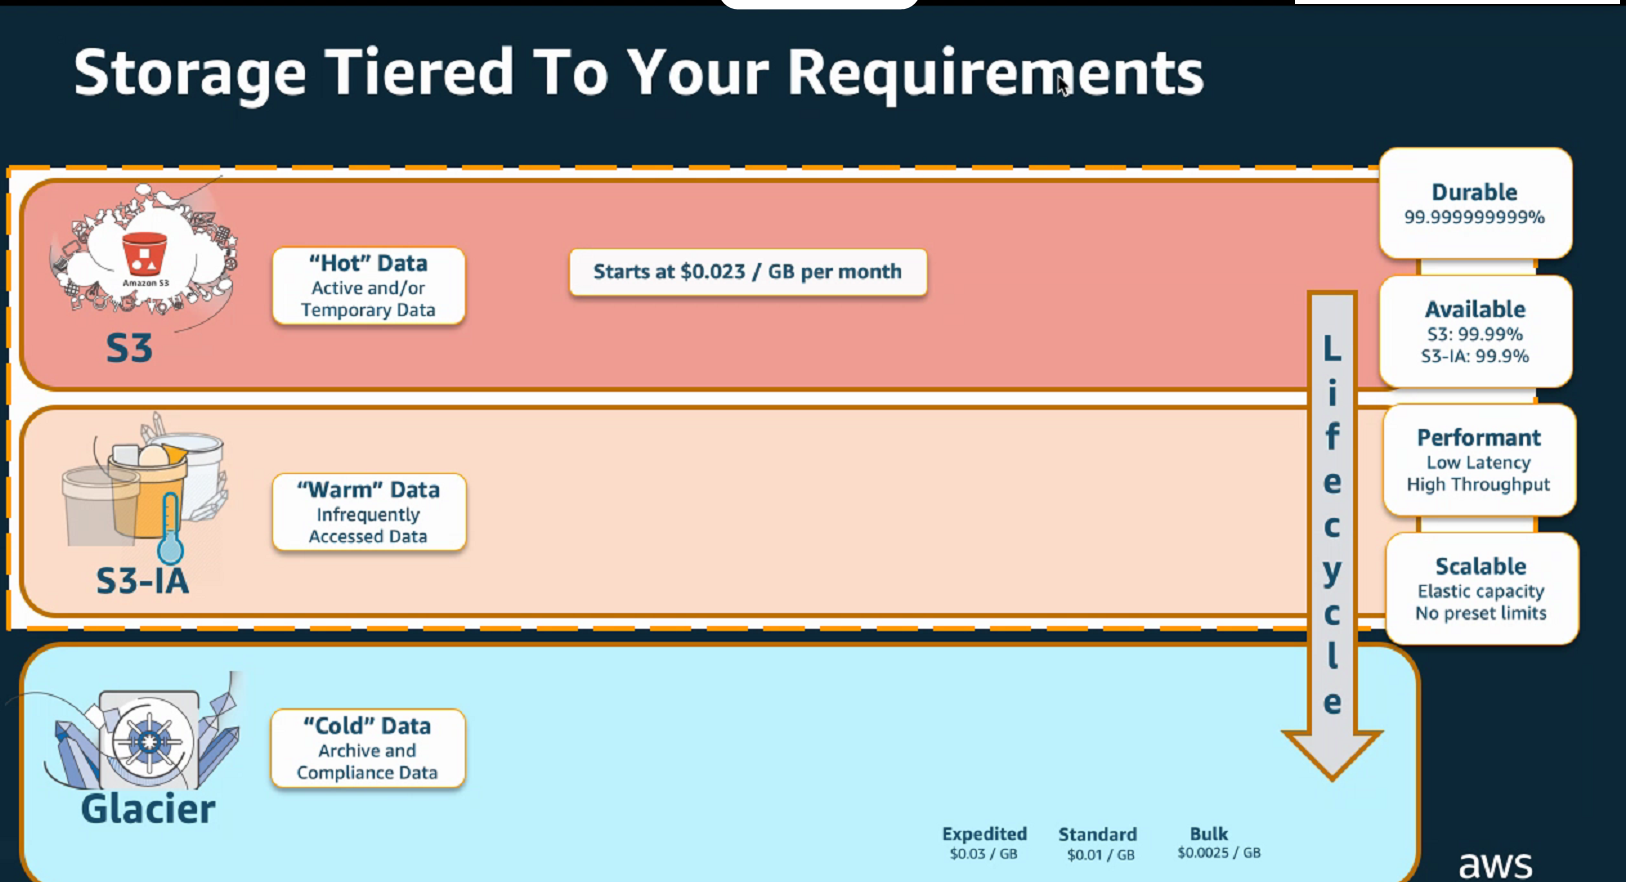 Storage Tiered To Your Requirements
Amazon S3
S3
“Hot” Data
Active and/or
Temporary Data
Starts at $0.023 / GB per month
S3-IA
“Warm” Data
Infrequently
Accessed Data
Glacier
“Cold” Data
Archive and
Compliance Data
Expedited
$0.03 / GB
Standard
$0.01 / GB
Bulk
$0.0025 / GB
Lifecycle
Durable
99.999999999%
Available
S3: 99.99%
S3-IA: 99.9%
Performant
Low Latency
High Throughput
Scalable
Elastic capacity
No preset limits
aws